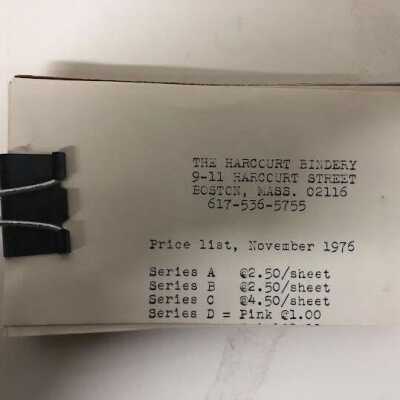 THE HARCOURT BINDERY
9-11 HARCOURT STREET
BOSTON, MASS. 02116
617-536-5755
Price list, November 1976
Series A @2.50/sheet
Series B @2.50/sheet
Series C @4.50/sheet
Series D = Pink @1.00